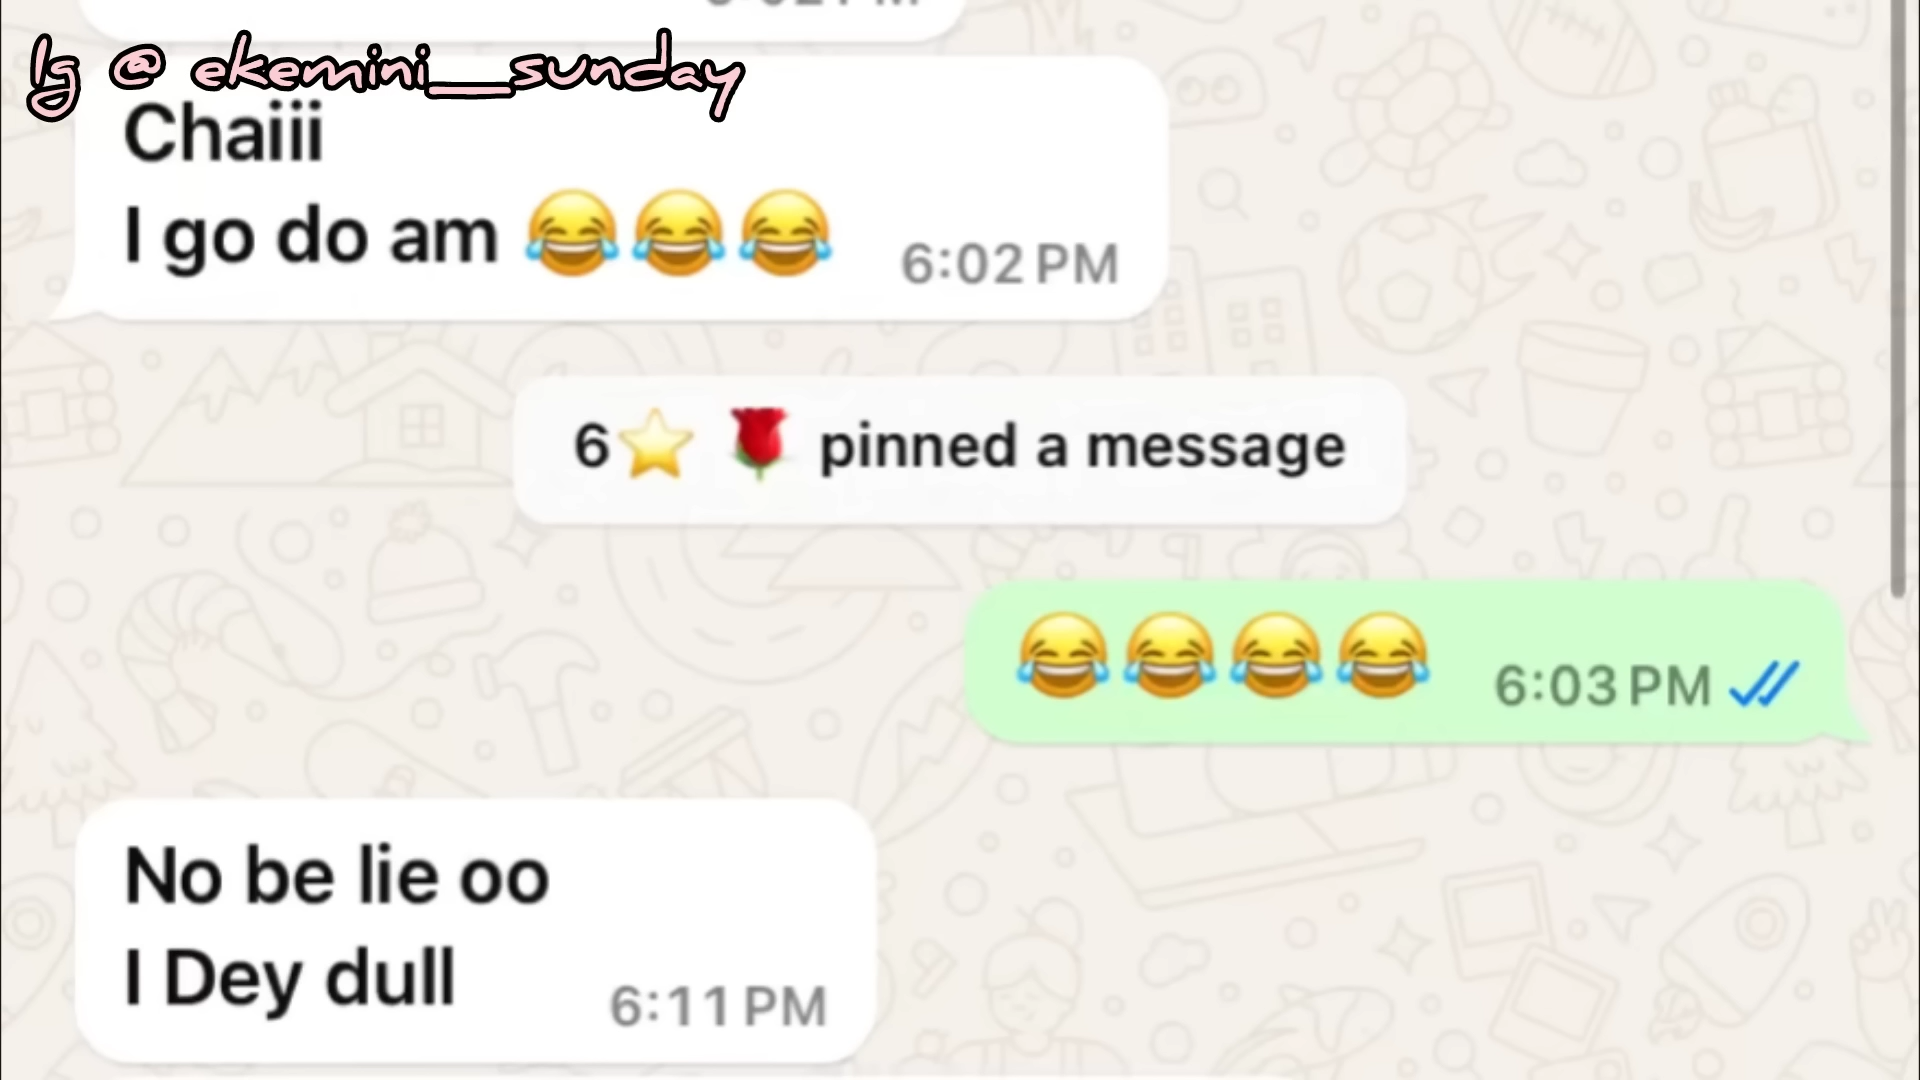 Ig @ ekemini__sunday
Chaiii
I go do am 😂😂😂 6:02 PM
6⭐ 🌹 pinned a message
😂😂😂😂 6:03 PM
No be lie oo
I Dey dull 6:11 PM